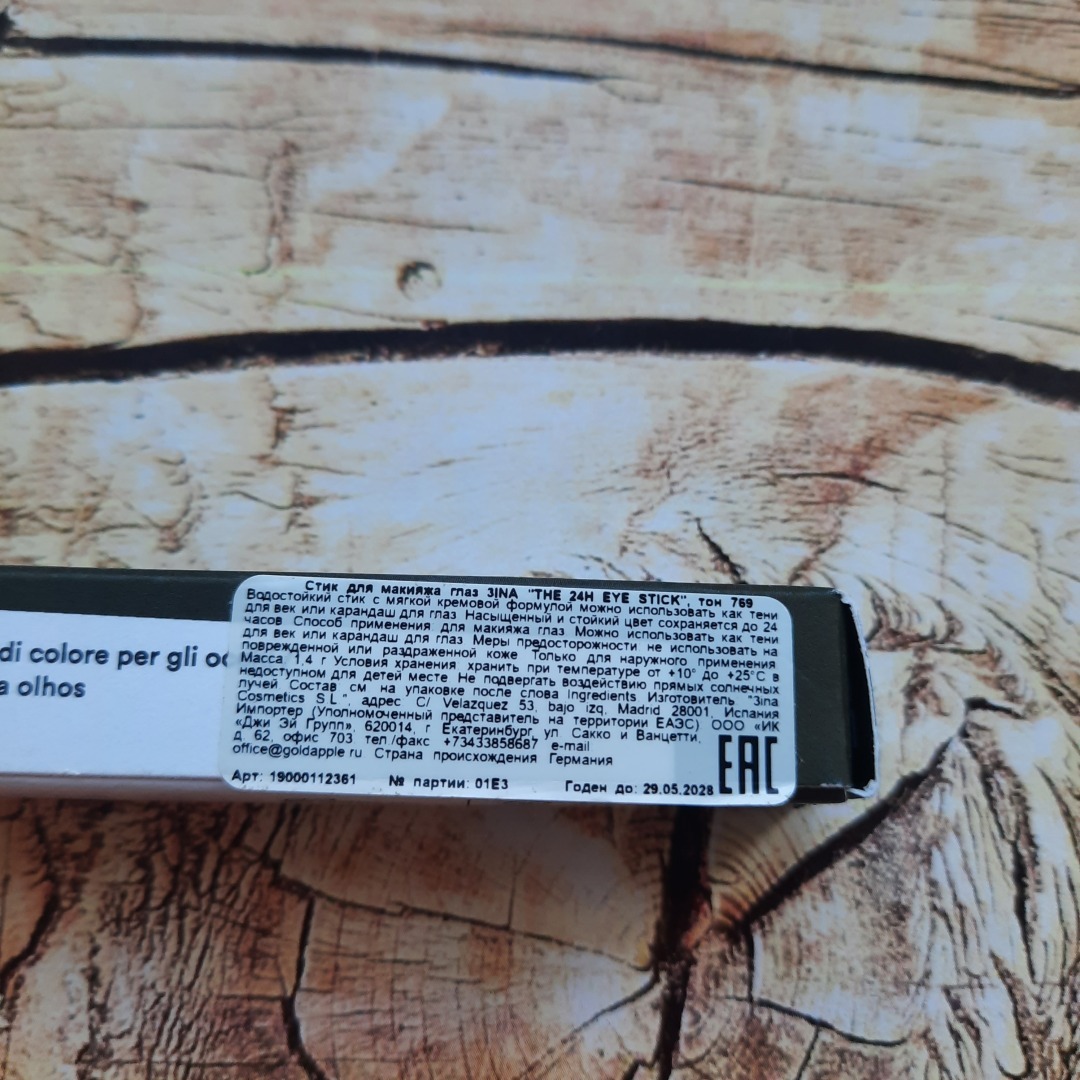 di colore per gli oc
a olhos
Стик для макияжа глаз 3INA "THE 24H EYE STICK", тон 769
Водостойкий стик с мягкой кремовой формулой можно использовать как тени
для век или карандаш для глаз Насыщенный и стойкий цвет сохраняется до 24
часов Способ применения для макияжа глаз Можно использовать как тени
для век или карандаш для глаз Меры предосторожности не использовать на
поврежденной или раздраженной коже Только для наружного применения
Масса 1,4 г Условия хранения хранить при температуре от +10° до +25°С в
недоступном для детей месте Не подвергать воздействию прямых солнечных
лучей Состав см на упаковке после слова Ingredients Изготовитель "3ina
Cosmetics S L ", адрес C/ Velazquez 53, bajo izq, Madrid 28001, Испания
Импортер (Уполномоченный представитель на территории ЕАЭС) ООО «ИК
«Джи Эй Групп», 620014, г Екатеринбург, ул Сакко и Ванцетти,
д 62, офис 703, тел /факс +73433858687 e-mail
office@goldapple ru Страна происхождения Германия
Арт: 19000112361 № партии: 01E3 Годен до: 29.05.2028 EAC